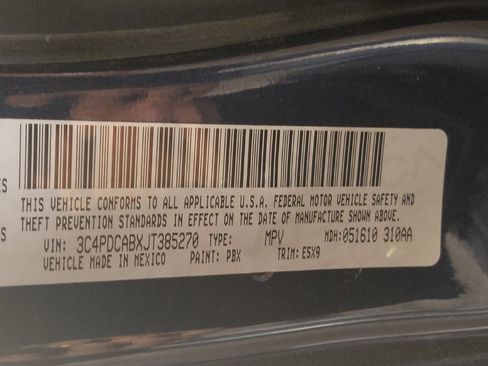 THIS VEHICLE CONFORMS TO ALL APPLICABLE U.S.A. FEDERAL MOTOR VEHICLE SAFETY AND
THEFT PREVENTION STANDARDS IN EFFECT ON THE DATE OF MANUFACTURE SHOWN ABOVE.
VIN: 3C4PDCABXJT385270 TYPE: MPV MDH:051610 310AA
VEHICLE MADE IN MEXICO PAINT: PBX TRIM: E5X9